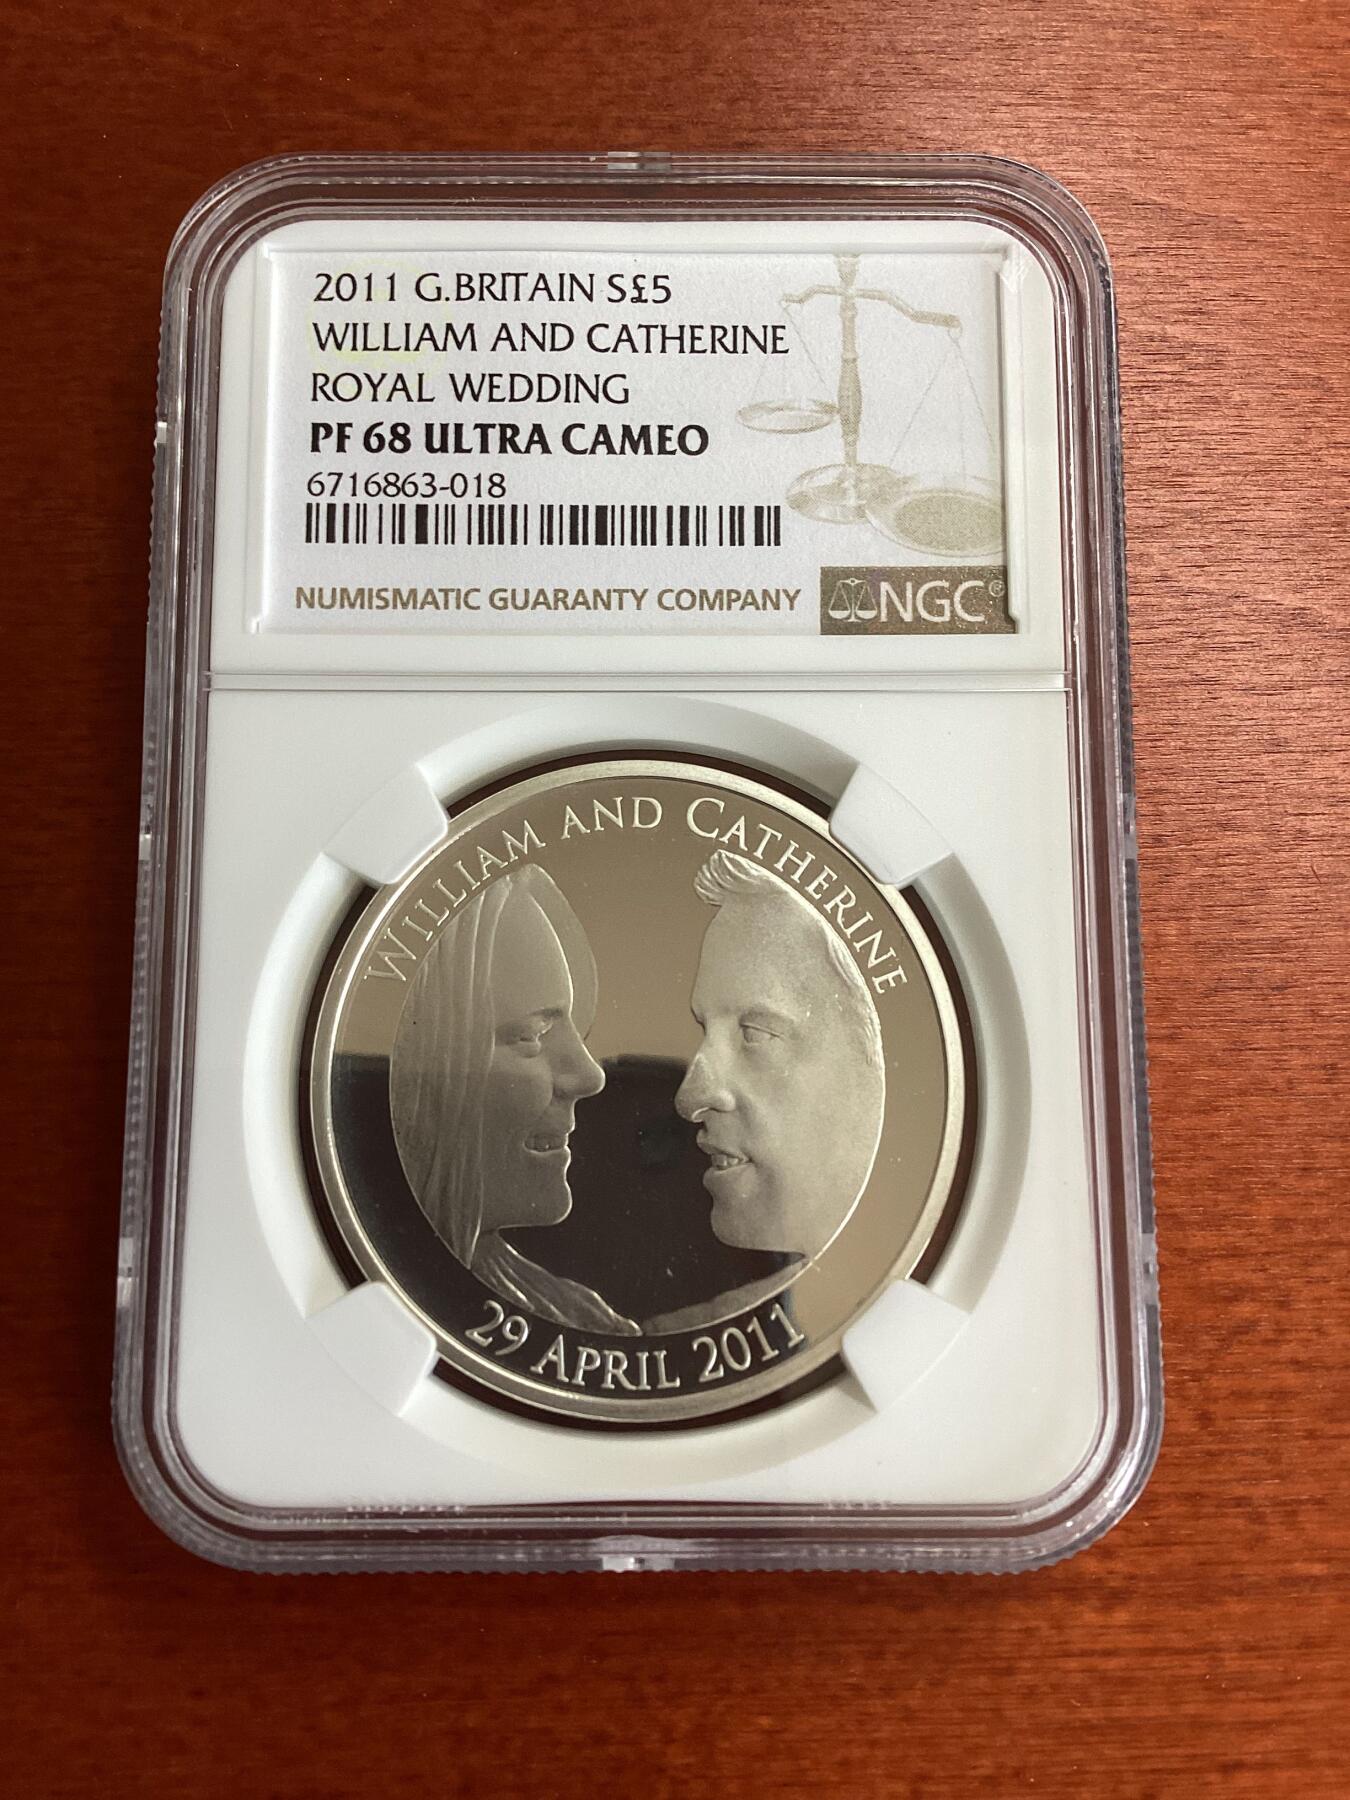 2011 G.BRITAIN S£5
WILLIAM AND CATHERINE
ROYAL WEDDING
PF 68 ULTRA CAMEO
6716863-018
NUMISMATIC GUARANTY COMPANY
NGC®
WILLIAM AND CATHERINE
29 APRIL 2011